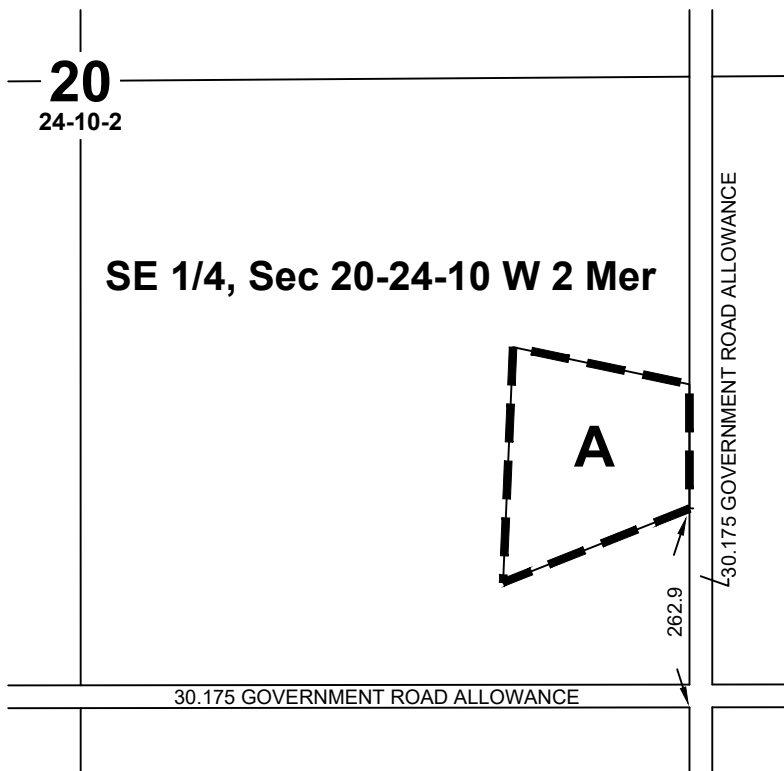 20
24-10-2
SE 1/4, Sec 20-24-10 W 2 Mer
30.175 GOVERNMENT ROAD ALLOWANCE
A
262.9
30.175 GOVERNMENT ROAD ALLOWANCE